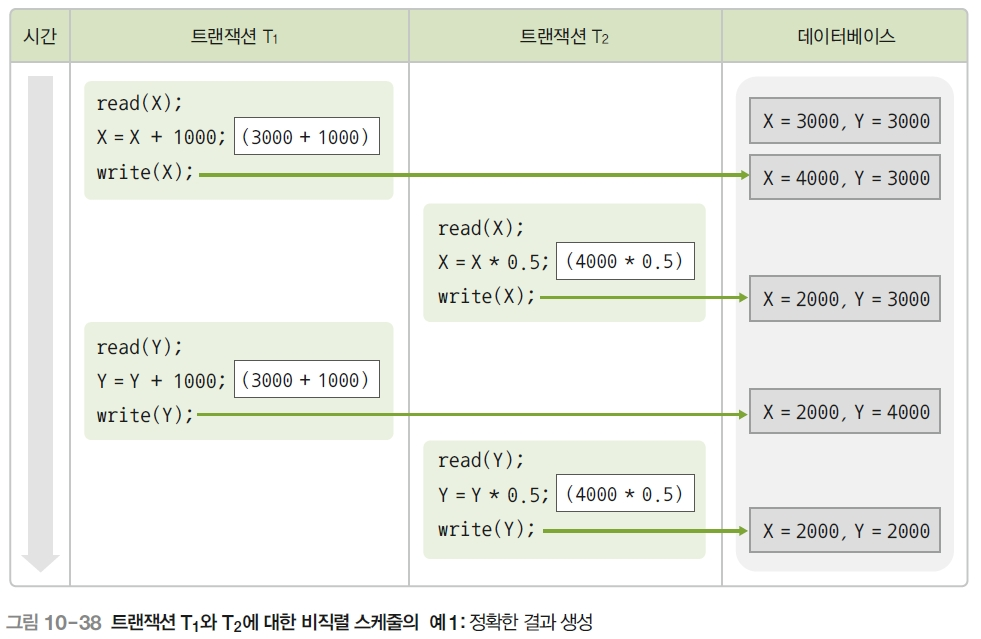 시간 트랜잭션 T1 트랜잭션 T2 데이터베이스
read(X);
X = X + 1000; (3000 + 1000)
write(X);
X = 3000, Y = 3000
X = 4000, Y = 3000
read(X);
X = X * 0.5; (4000 * 0.5)
write(X);
X = 2000, Y = 3000
read(Y);
Y = Y + 1000; (3000 + 1000)
write(Y);
X = 2000, Y = 4000
read(Y);
Y = Y * 0.5; (4000 * 0.5)
write(Y);
X = 2000, Y = 2000
그림 10-38 트랜잭션 T1와 T2에 대한 비직렬 스케줄의 예1: 정확한 결과 생성